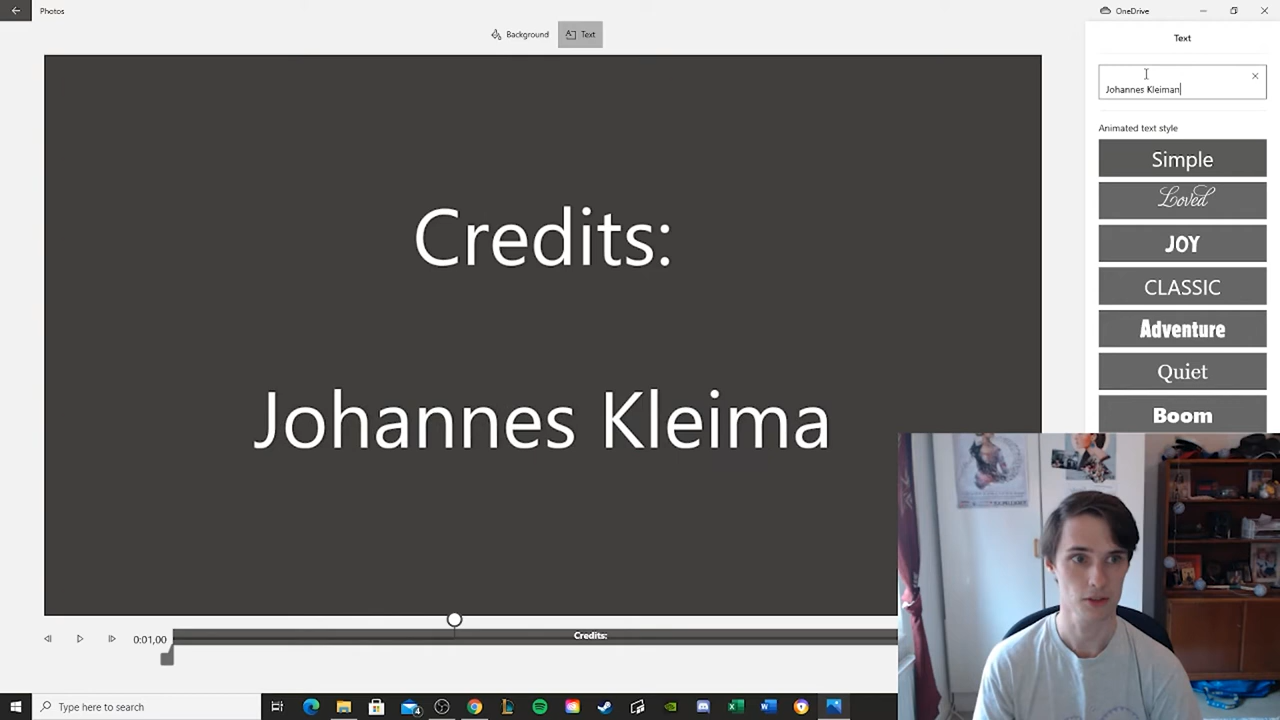 Photos
OneDrive
Background
Text
Text
Johannes Kleiman
Animated text style
Simple
Loved
JOY
CLASSIC
Adventure
Quiet
Boom
Credits:
Johannes Kleima
0:01,00
Credits:
Type here to search